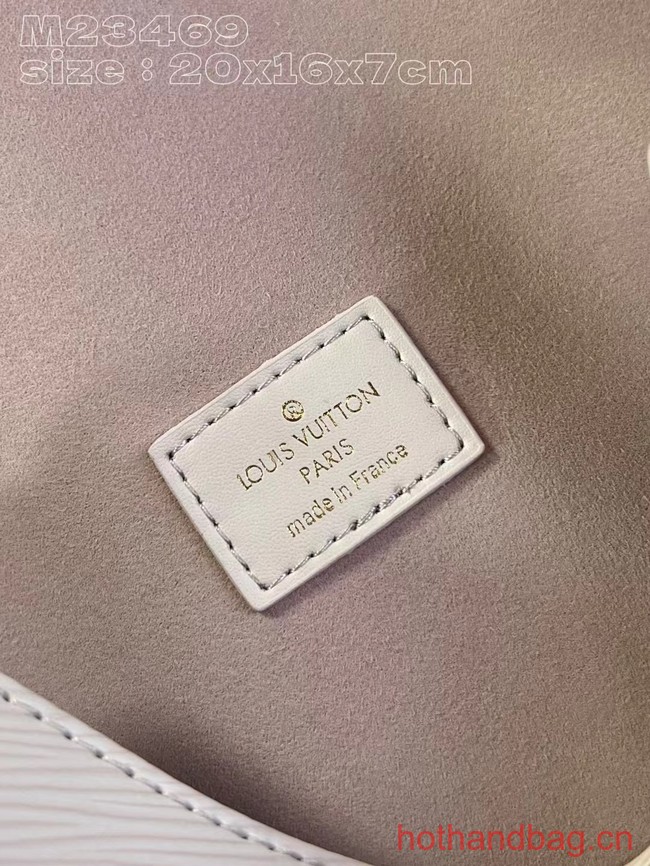 M23469
size : 20x16x7cm
®
LOUIS VUITTON
PARIS
made in France
hothandbag.cn